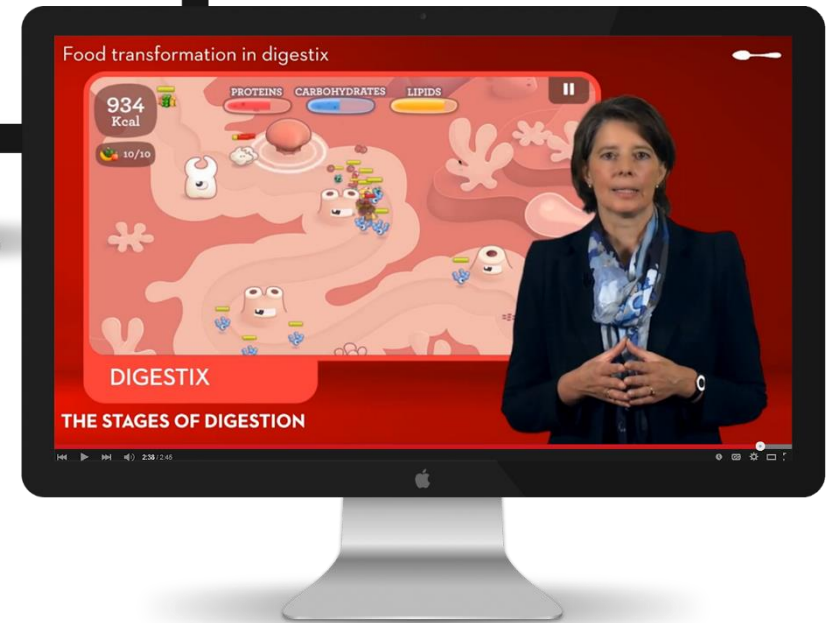 Food transformation in digestix
934
Kcal
PROTEINS CARBOHYDRATES LIPIDS
10/10
DIGESTIX
THE STAGES OF DIGESTION
2:38 / 2:46